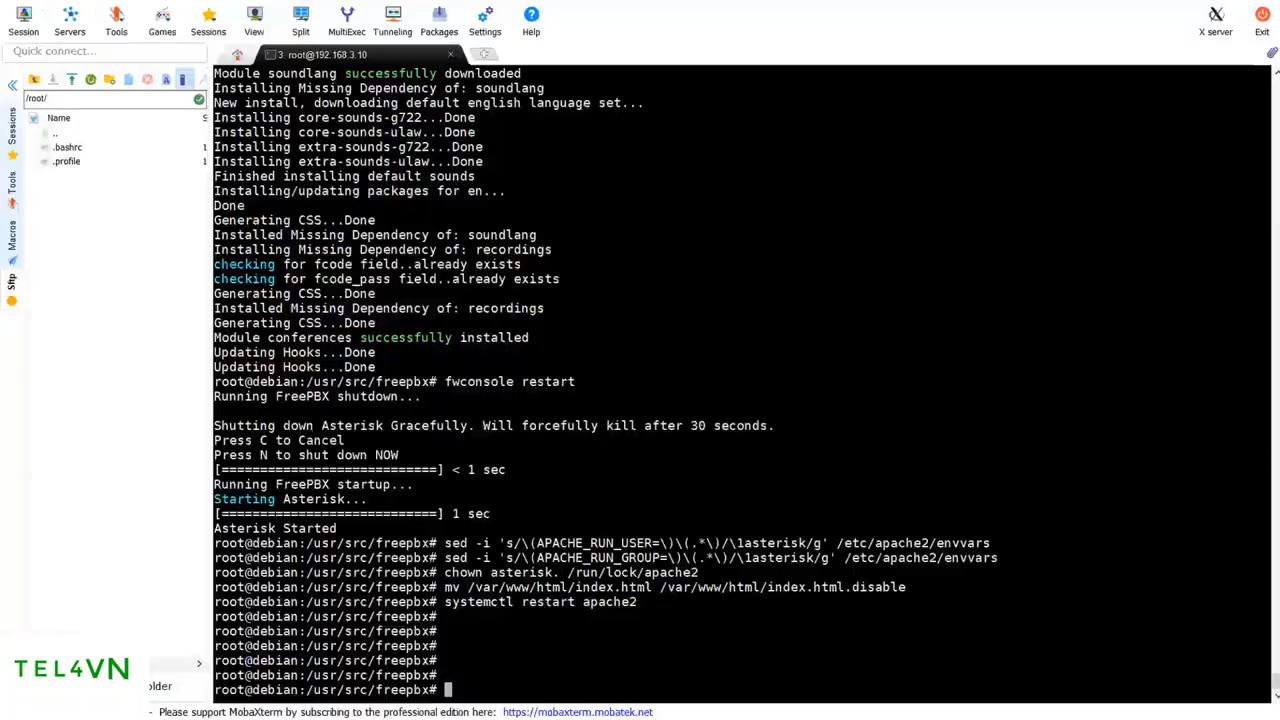 Session
Servers
Tools
Games
Sessions
View
Split
MultiExec
Tunneling
Packages
Settings
Help
X server
Exit
Quick connect...
3. root@192.168.3.10
/root/
Name
..
.bashrc
.profile
Sessions
Tools
Macros
Sftp
Module soundlang successfully downloaded
Installing Missing Dependency of: soundlang
New install, downloading default english language set...
Installing core-sounds-g722...Done
Installing core-sounds-ulaw...Done
Installing extra-sounds-g722...Done
Installing extra-sounds-ulaw...Done
Finished installing default sounds
Installing/updating packages for en...
Done
Generating CSS...Done
Installed Missing Dependency of: soundlang
Installing Missing Dependency of: recordings
checking for fcode field..already exists
checking for fcode_pass field..already exists
Generating CSS...Done
Installed Missing Dependency of: recordings
Generating CSS...Done
Module conferences successfully installed
Updating Hooks...Done
Updating Hooks...Done
root@debian:/usr/src/freepbx# fwconsole restart
Running FreePBX shutdown...
Shutting down Asterisk Gracefully. Will forcefully kill after 30 seconds.
Press C to Cancel
Press N to shut down NOW
[============================] < 1 sec
Running FreePBX startup...
Starting Asterisk...
[============================] 1 sec
Asterisk Started
root@debian:/usr/src/freepbx# sed -i 's/\(APACHE_RUN_USER=\)\(.*\)/\1asterisk/g' /etc/apache2/envvars
root@debian:/usr/src/freepbx# sed -i 's/\(APACHE_RUN_GROUP=\)\(.*\)/\1asterisk/g' /etc/apache2/envvars
root@debian:/usr/src/freepbx# chown asterisk. /run/lock/apache2
root@debian:/usr/src/freepbx# mv /var/www/html/index.html /var/www/html/index.html.disable
root@debian:/usr/src/freepbx# systemctl restart apache2
root@debian:/usr/src/freepbx#
root@debian:/usr/src/freepbx#
root@debian:/usr/src/freepbx#
root@debian:/usr/src/freepbx#
root@debian:/usr/src/freepbx#
root@debian:/usr/src/freepbx#
TEL4VN
older
- Please support MobaXterm by subscribing to the professional edition here: https://mobaxterm.mobatek.net